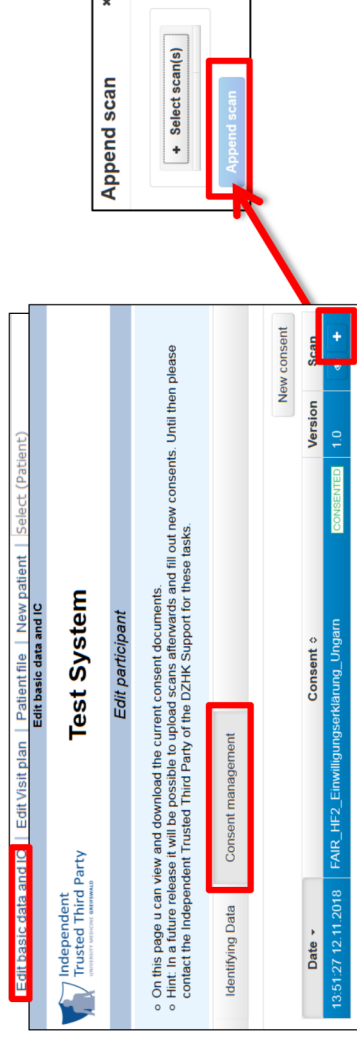 Edit basic data and IC | Edit Visit plan | Patient file | New patient | Select (Patient)
Edit basic data and IC
Independent
Trusted Third Party
UNIVERSITY MEDICINE GREIFSWALD
Test System
Edit participant
On this page u can view and download the current consent documents.
Hint: In a future release it will be possible to upload scans afterwards and fill out new consents. Until then please
contact the Independent Trusted Third Party of the DZHK Support for these tasks.
Identifying Data
Consent management
New consent
Date
Consent
Version
Scan
13:51:27 12.11.2018
FAIR_HF2_Einwilligungserklärung_Ungarn
CONSENTED
1.0
+
Append scan
×
+ Select scan(s)
Append scan